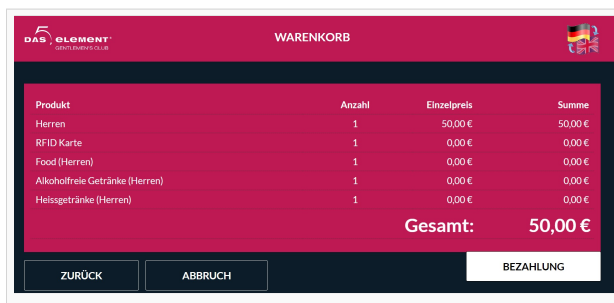 5
DAS ELEMENT
GENTLEMEN'S CLUB
WARENKORB
Produkt Anzahl Einzelpreis Summe
Herren 1 50,00 € 50,00 €
RFID Karte 1 0,00 € 0,00 €
Food (Herren) 1 0,00 € 0,00 €
Alkoholfreie Getränke (Herren) 1 0,00 € 0,00 €
Heissgetränke (Herren) 1 0,00 € 0,00 €
Gesamt: 50,00 €
ZURÜCK ABBRUCH BEZAHLUNG